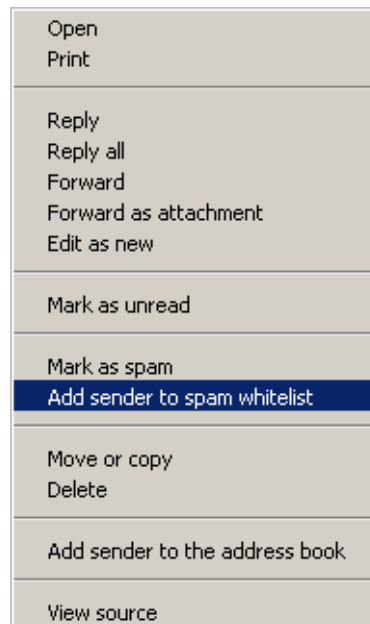 Open
Print
Reply
Reply all
Forward
Forward as attachment
Edit as new
Mark as unread
Mark as spam
Add sender to spam whitelist
Move or copy
Delete
Add sender to the address book
View source